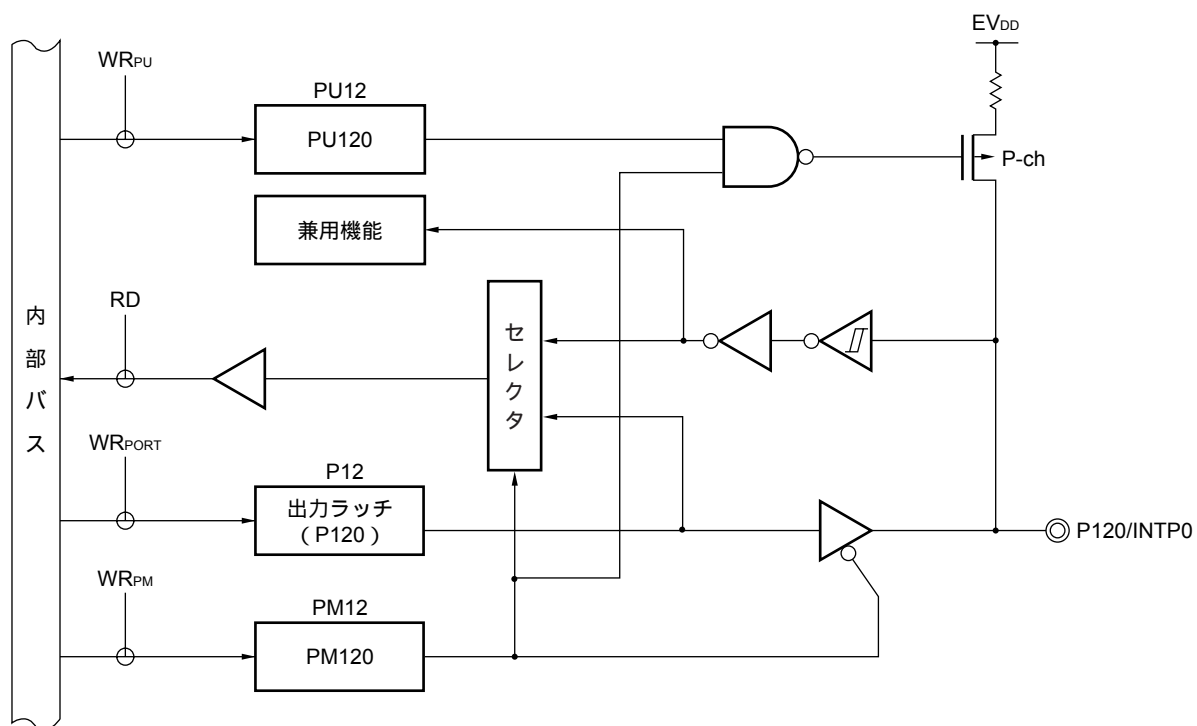 EVDD
WRPU
PU12
PU120
P-ch
兼用機能
RD
内部バス
セレクタ
WRPORT
P12
出力ラッチ
（P120）
P120/INTP0
WRPM
PM12
PM120